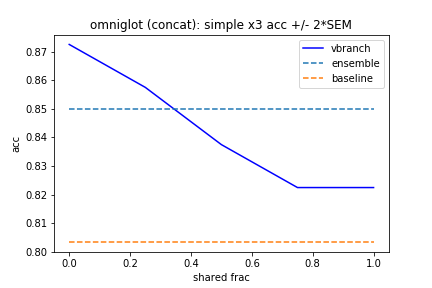 omniglot (concat): simple x3 acc +/- 2*SEM
vbranch
ensemble
baseline
acc
0.87
0.86
0.85
0.84
0.83
0.82
0.81
0.80
0.0 0.2 0.4 0.6 0.8 1.0
shared frac